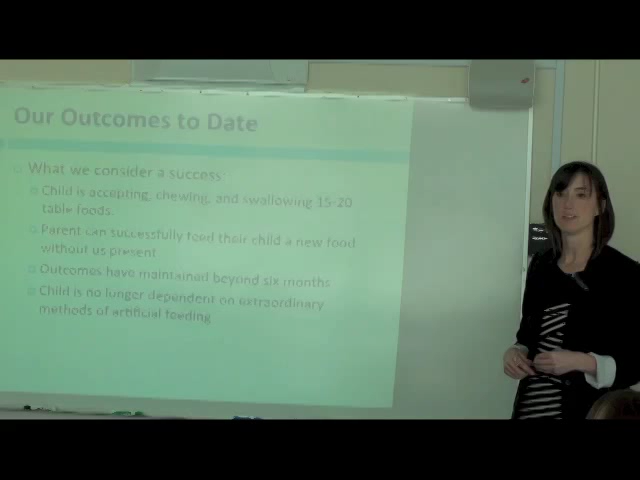 Our Outcomes to Date
What we consider a success:
Child is accepting, chewing, and swallowing 15-20
table foods.
Parent can successfully feed their child a new food
without us present
Outcomes have maintained beyond six months
Child is no longer dependent on extraordinary
methods of artificial feeding